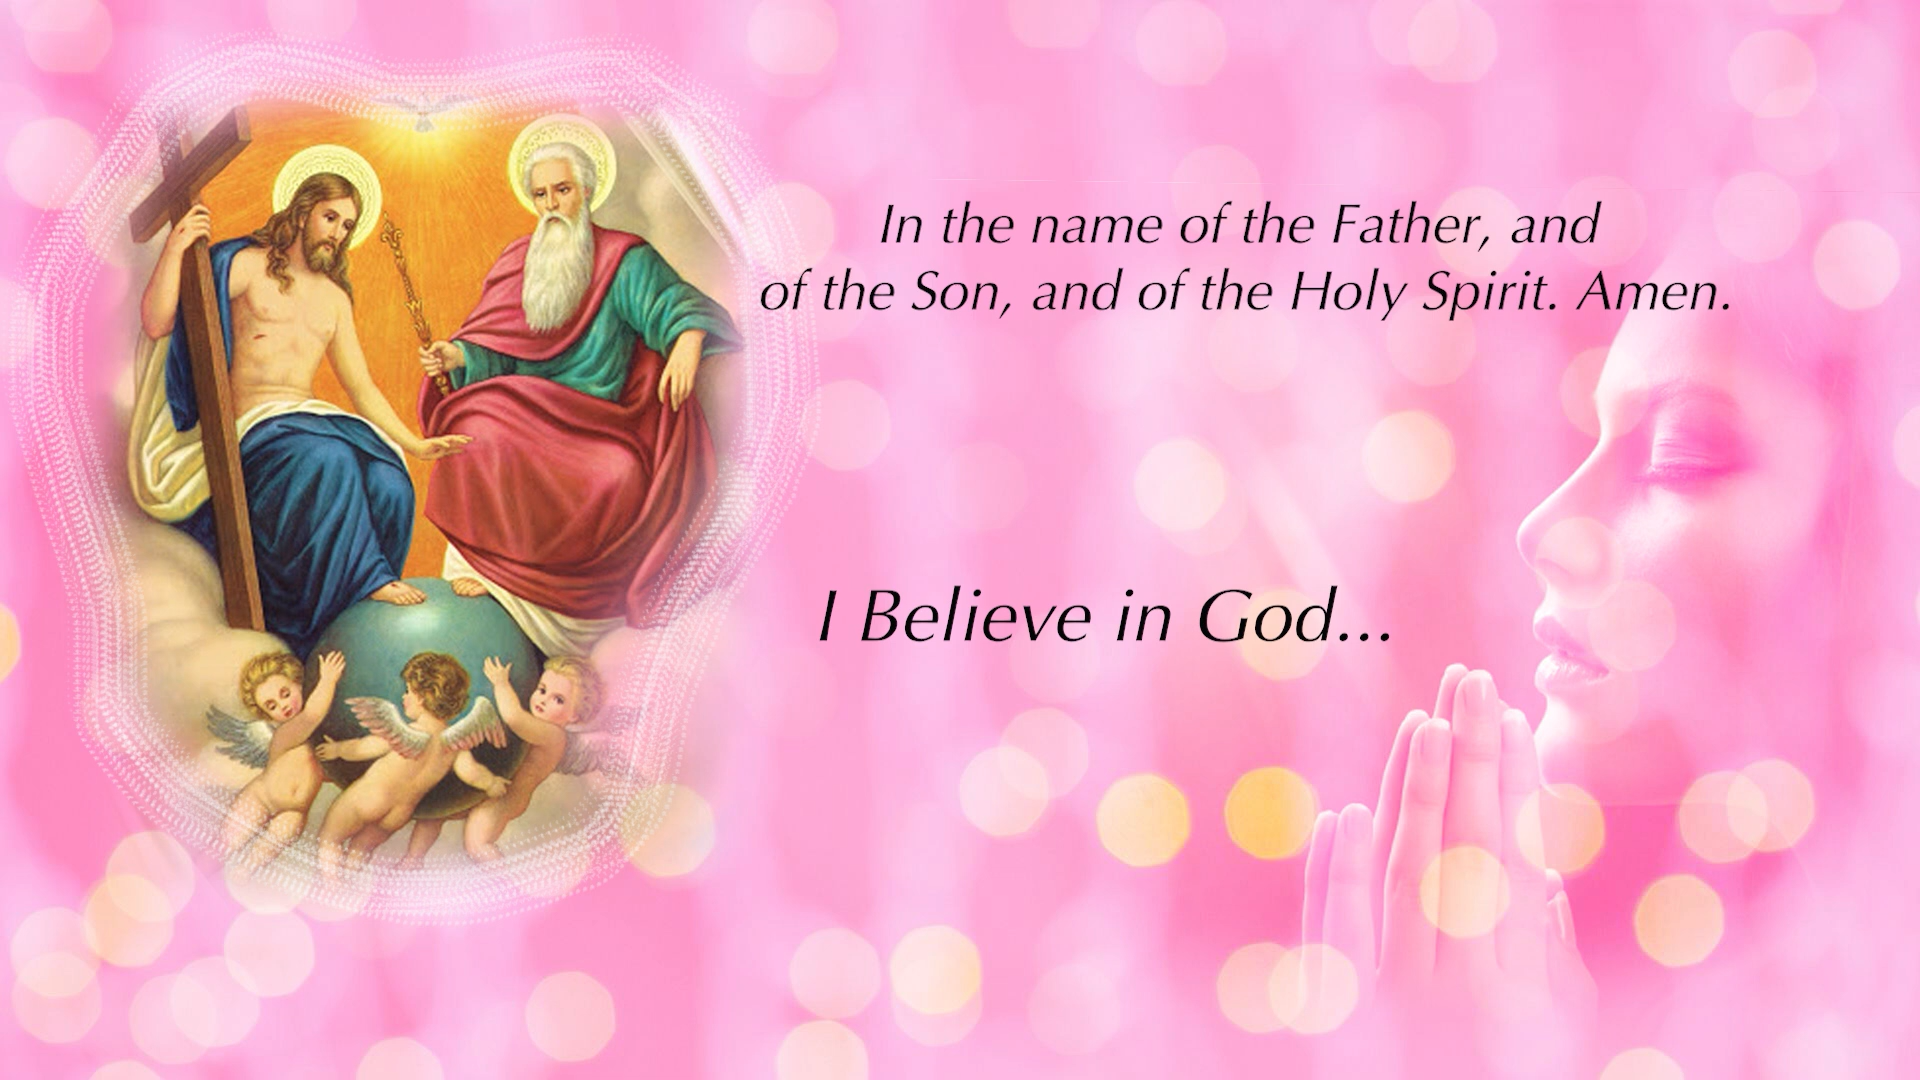 In the name of the Father, and
of the Son, and of the Holy Spirit. Amen.
I Believe in God...